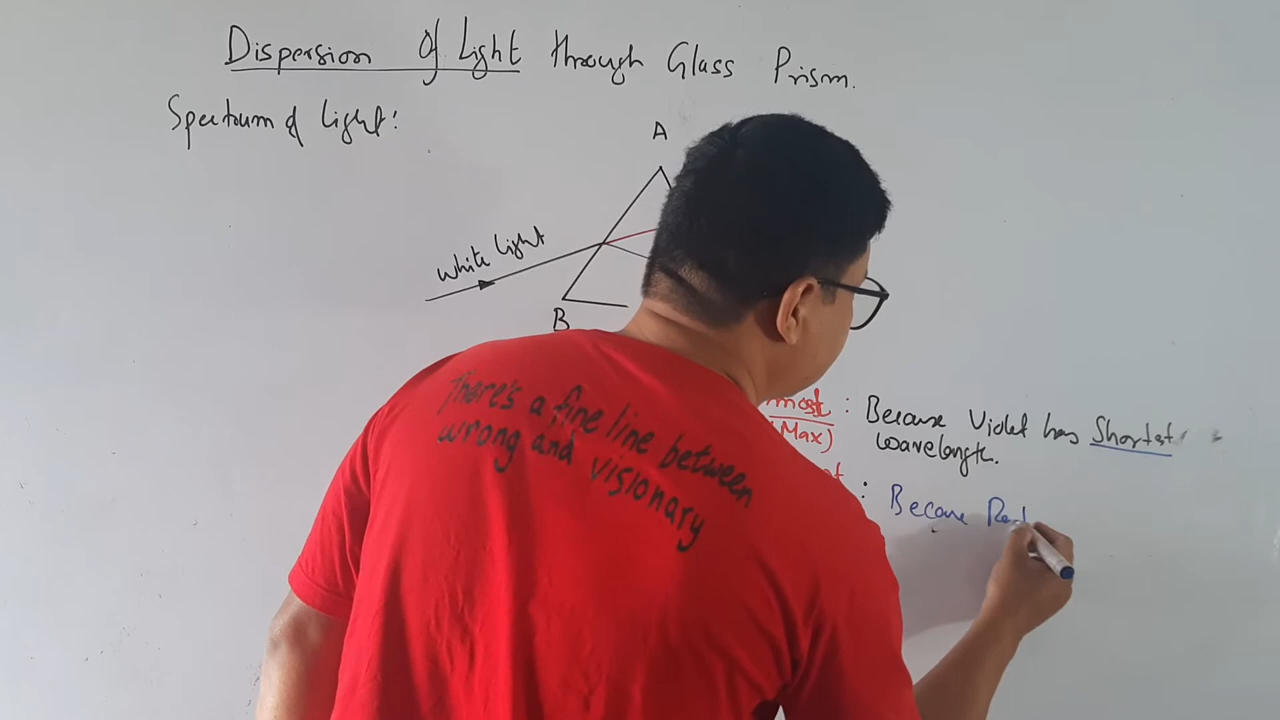 Dispersion of Light through Glass Prism.
Spectrum of Light:
A
White light
B
There's a fine line between
wrong and visionary
most : Because Violet has Shortest
(Max) wavelength.
: Because Red